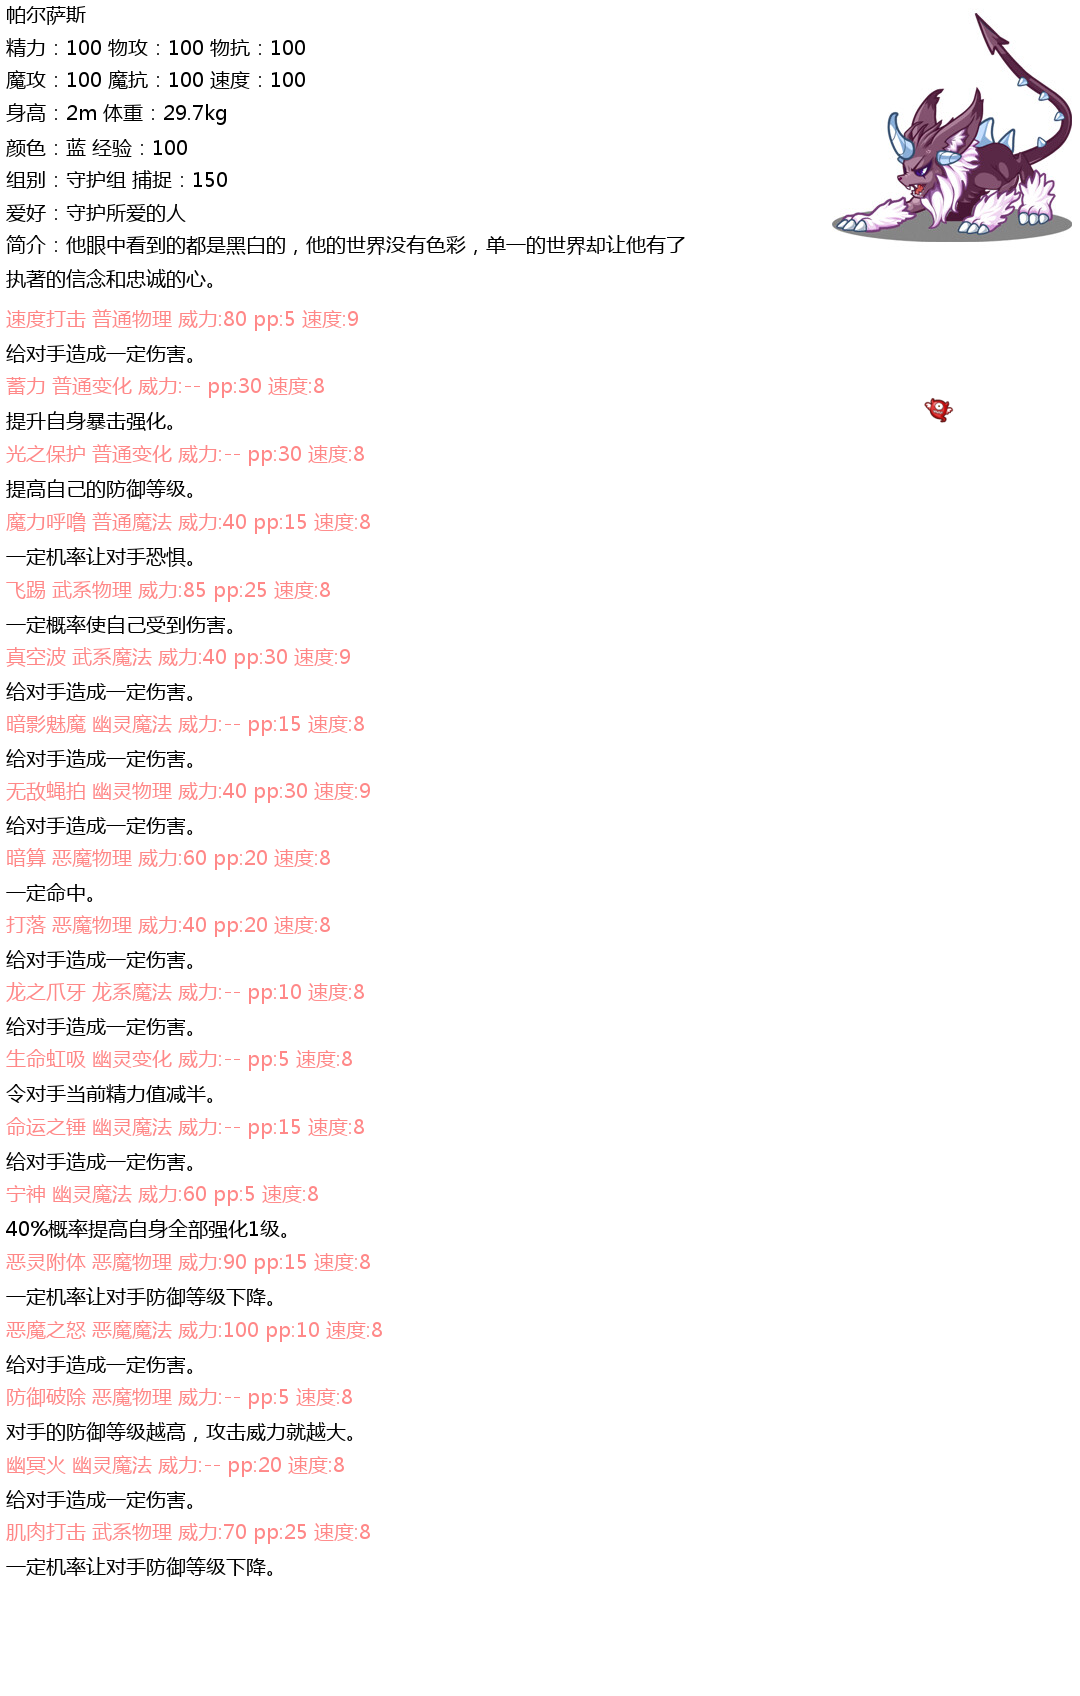 帕尔萨斯
精力：100 物攻：100 物抗：100
魔攻：100 魔抗：100 速度：100
身高：2m 体重：29.7kg
颜色：蓝 经验：100
组别：守护组 捕捉：150
爱好：守护所爱的人
简介：他眼中看到的都是黑白的，他的世界没有色彩，单一的世界却让他有了
执著的信念和忠诚的心。
速度打击 普通物理 威力:80 pp:5 速度:9
给对手造成一定伤害。
蓄力 普通变化 威力:-- pp:30 速度:8
提升自身暴击强化。
光之保护 普通变化 威力:-- pp:30 速度:8
提高自己的防御等级。
魔力呼噜 普通魔法 威力:40 pp:15 速度:8
一定机率让对手恐惧。
飞踢 武系物理 威力:85 pp:25 速度:8
一定概率使自己受到伤害。
真空波 武系魔法 威力:40 pp:30 速度:9
给对手造成一定伤害。
暗影魅魔 幽灵魔法 威力:-- pp:15 速度:8
给对手造成一定伤害。
无敌蝇拍 幽灵物理 威力:40 pp:30 速度:9
给对手造成一定伤害。
暗算 恶魔物理 威力:60 pp:20 速度:8
一定命中。
打落 恶魔物理 威力:40 pp:20 速度:8
给对手造成一定伤害。
龙之爪牙 龙系魔法 威力:-- pp:10 速度:8
给对手造成一定伤害。
生命虹吸 幽灵变化 威力:-- pp:5 速度:8
令对手当前精力值减半。
命运之锤 幽灵魔法 威力:-- pp:15 速度:8
给对手造成一定伤害。
宁神 幽灵魔法 威力:60 pp:5 速度:8
40%概率提高自身全部强化1级。
恶灵附体 恶魔物理 威力:90 pp:15 速度:8
一定机率让对手防御等级下降。
恶魔之怒 恶魔魔法 威力:100 pp:10 速度:8
给对手造成一定伤害。
防御破除 恶魔物理 威力:-- pp:5 速度:8
对手的防御等级越高，攻击威力就越大。
幽冥火 幽灵魔法 威力:-- pp:20 速度:8
给对手造成一定伤害。
肌肉打击 武系物理 威力:70 pp:25 速度:8
一定机率让对手防御等级下降。